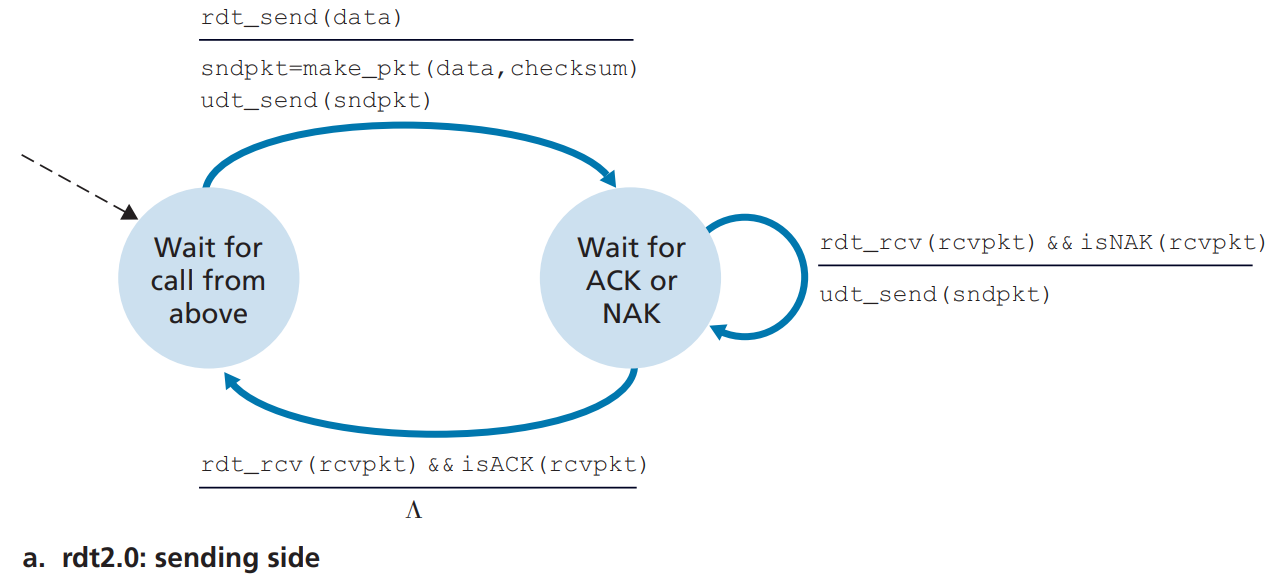 rdt_send(data)
sndpkt=make_pkt(data,checksum)
udt_send(sndpkt)
Wait for
call from
above
Wait for
ACK or
NAK
rdt_rcv(rcvpkt) && isNAK(rcvpkt)
udt_send(sndpkt)
rdt_rcv(rcvpkt) && isACK(rcvpkt)
Λ
a. rdt2.0: sending side